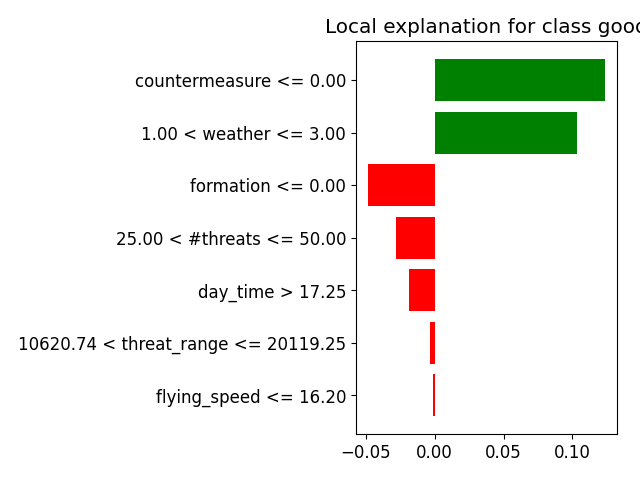 Local explanation for class good
countermeasure <= 0.00
1.00 < weather <= 3.00
formation <= 0.00
25.00 < #threats <= 50.00
day_time > 17.25
10620.74 < threat_range <= 20119.25
flying_speed <= 16.20
−0.05 0.00 0.05 0.10